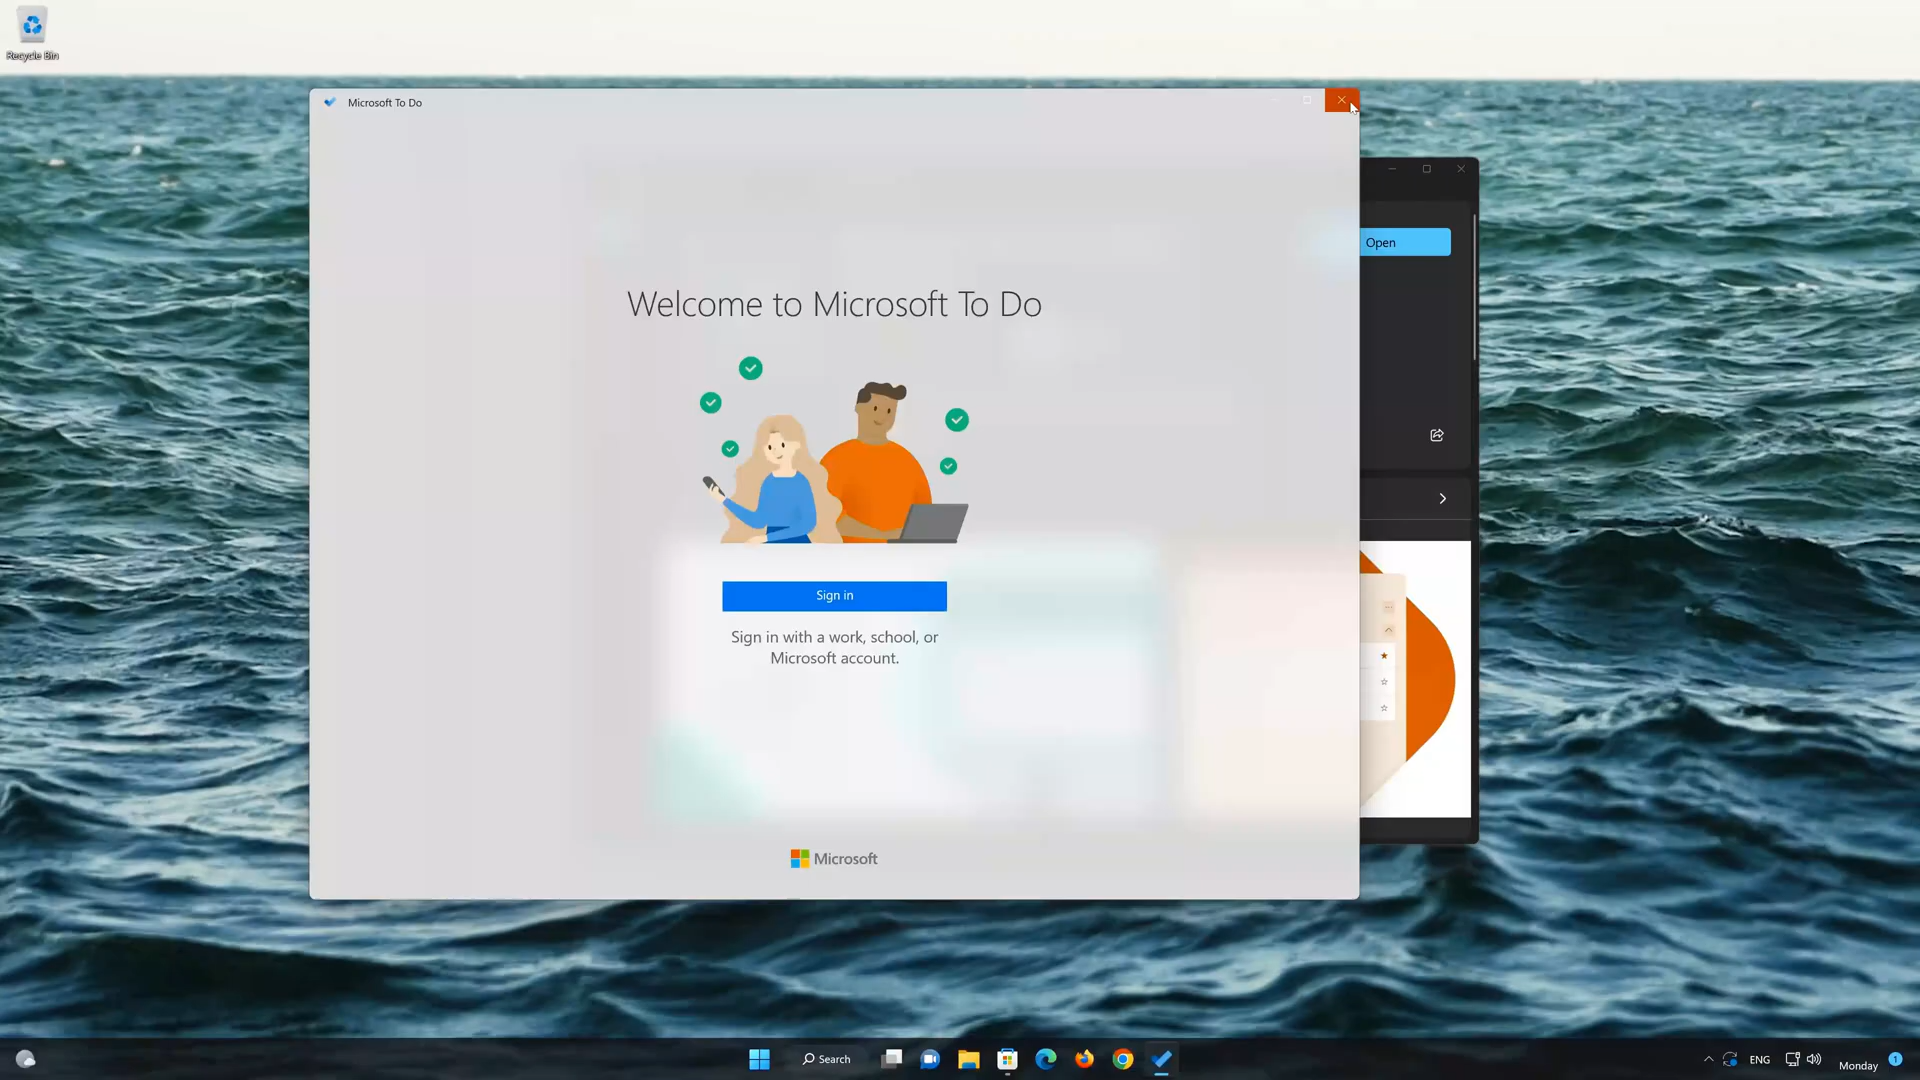 Recycle Bin
Microsoft To Do
Open
Welcome to Microsoft To Do
Sign in
Sign in with a work, school, or
Microsoft account.
Microsoft
Search
ENG
Monday
1